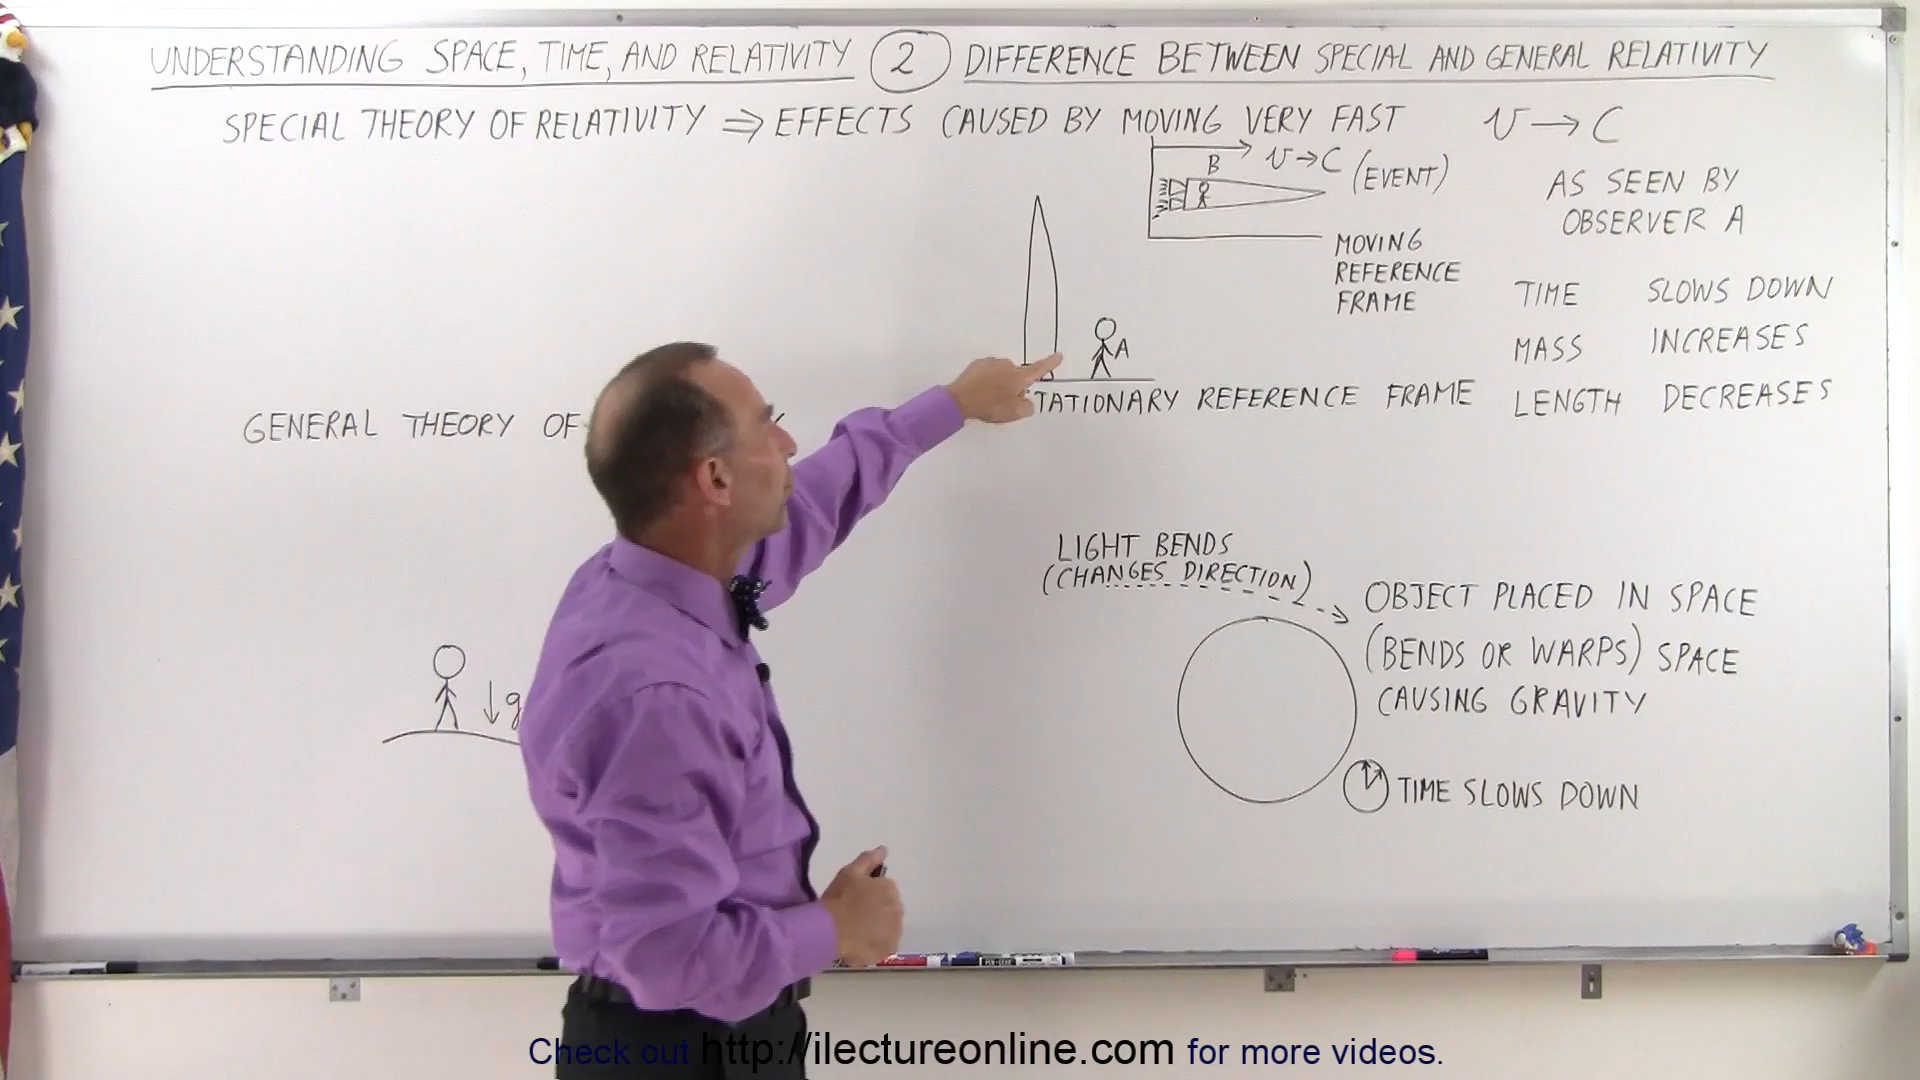 UNDERSTANDING SPACE, TIME, AND RELATIVITY 2 DIFFERENCE BETWEEN SPECIAL AND GENERAL RELATIVITY
SPECIAL THEORY OF RELATIVITY ⇒ EFFECTS CAUSED BY MOVING VERY FAST v → C
B v → C (EVENT)
MOVING
REFERENCE
FRAME
A
STATIONARY REFERENCE FRAME
AS SEEN BY
OBSERVER A
TIME SLOWS DOWN
MASS INCREASES
LENGTH DECREASES
GENERAL THEORY OF
↓g
LIGHT BENDS
(CHANGES DIRECTION)
OBJECT PLACED IN SPACE
(BENDS OR WARPS) SPACE
CAUSING GRAVITY
TIME SLOWS DOWN
Check out http://ilectureonline.com for more videos.